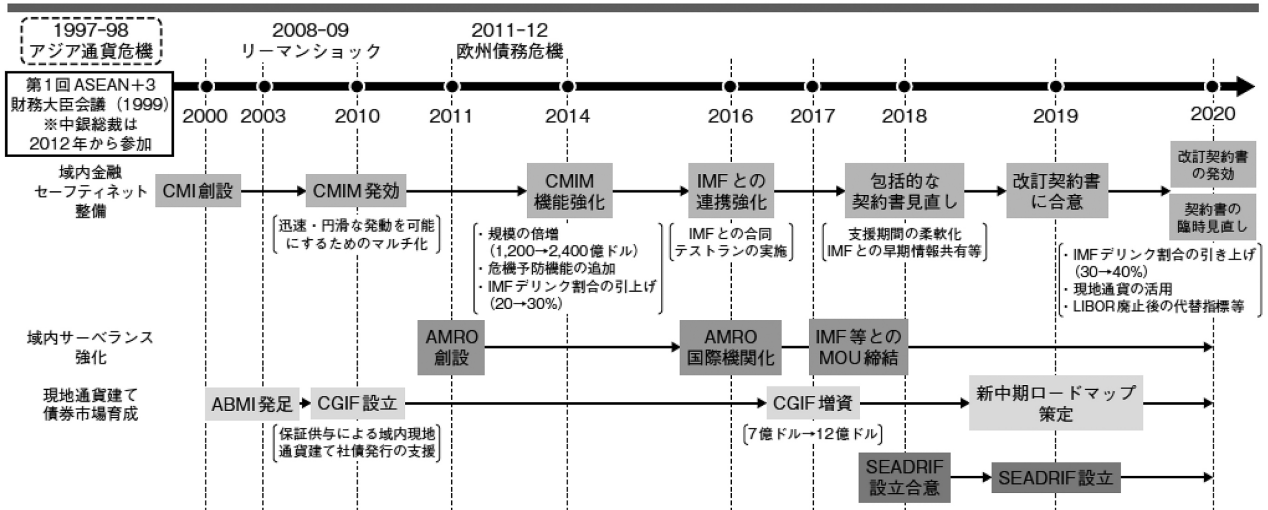 1997-98
アジア通貨危機
2008-09
リーマンショック
2011-12
欧州債務危機
第1回ASEAN+3
財務大臣会議（1999）
※中銀総裁は
2012年から参加
2000
2003
2010
2011
2014
2016
2017
2018
2019
2020
域内金融
セーフティネット
整備
CMI創設
CMIM発効
迅速・円滑な発動を可能
にするためのマルチ化
CMIM
機能強化
・規模の倍増
（1,200→2,400億ドル）
・危機予防機能の追加
・IMFデリンク割合の引上げ
（20→30%）
IMFとの
連携強化
IMFとの合同
テストランの実施
包括的な
契約書見直し
支援期間の柔軟化
IMFとの早期情報共有等
改訂契約書
に合意
改訂契約書
の発効
契約書の
臨時見直し
・IMFデリンク割合の引き上げ
（30→40%）
・現地通貨の活用
・LIBOR廃止後の代替指標等
域内サーベランス
強化
AMRO
創設
AMRO
国際機関化
IMF等との
MOU締結
現地通貨建て
債券市場育成
ABMI発足
CGIF設立
保証供与による域内現地
通貨建て社債発行の支援
CGIF増資
7億ドル→12億ドル
新中期ロードマップ
策定
SEADRIF
設立合意
SEADRIF設立